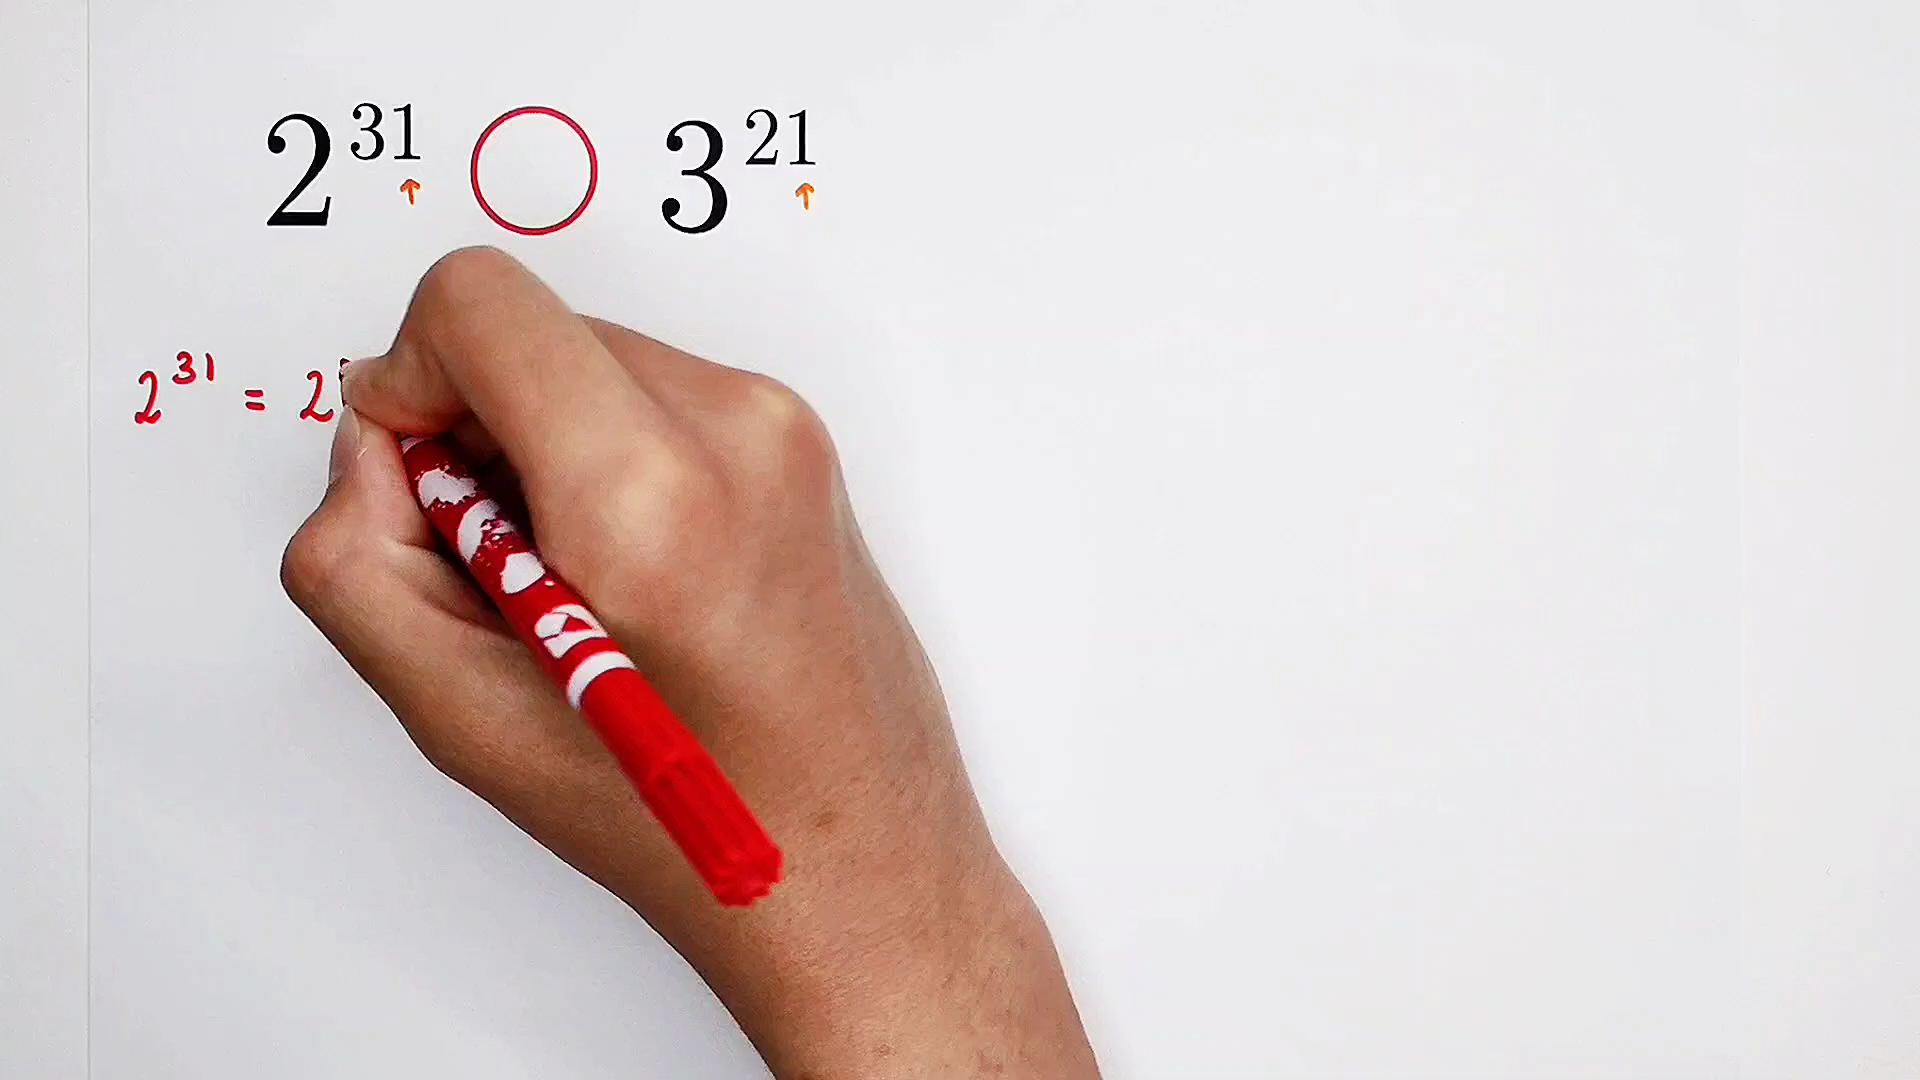 2^31 ○ 3^21
↑ ↑
2^31 = 2